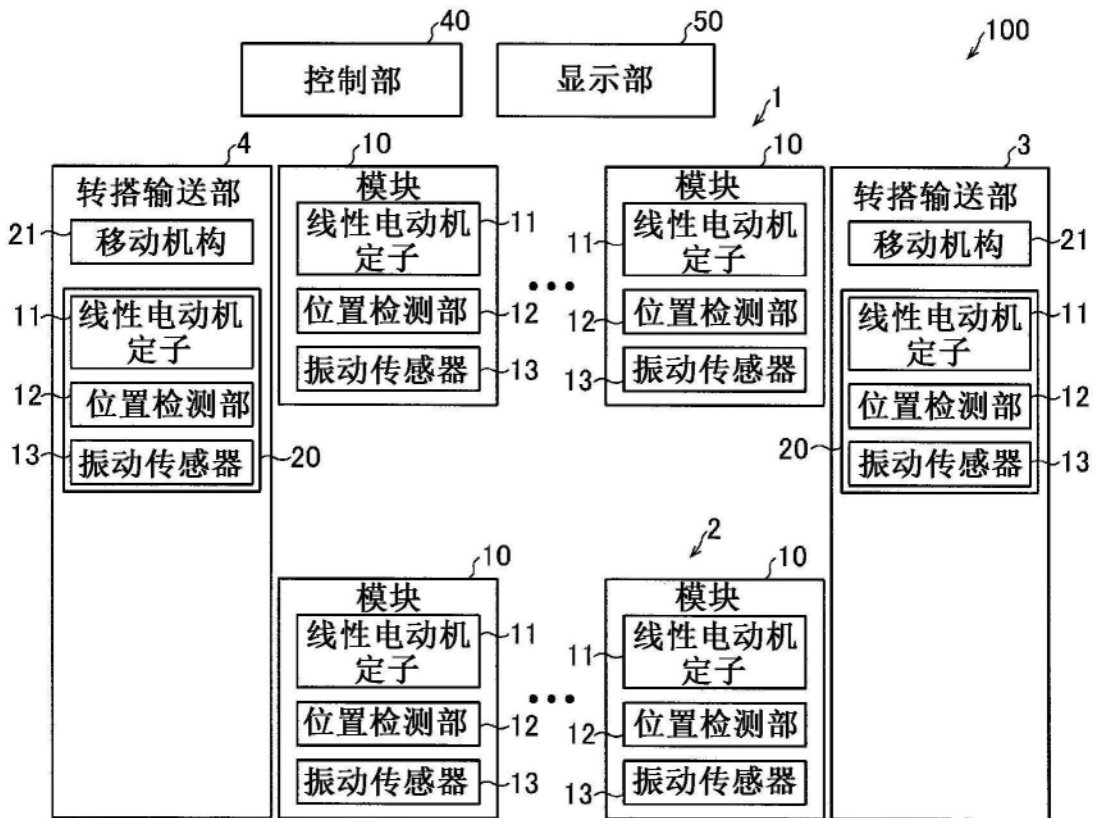 40
50
100
控制部
显示部
1
4
10
10
3
转搭输送部
21
移动机构
11
线性电动机
定子
12
位置检测部
13
振动传感器
20
模块
线性电动机
定子
11
位置检测部
12
振动传感器
13
•••
模块
11
线性电动机
定子
12
位置检测部
13
振动传感器
转搭输送部
移动机构
21
线性电动机
定子
11
位置检测部
12
20
振动传感器
13
2
10
10
模块
线性电动机
定子
11
位置检测部
12
振动传感器
13
•••
模块
11
线性电动机
定子
12
位置检测部
13
振动传感器